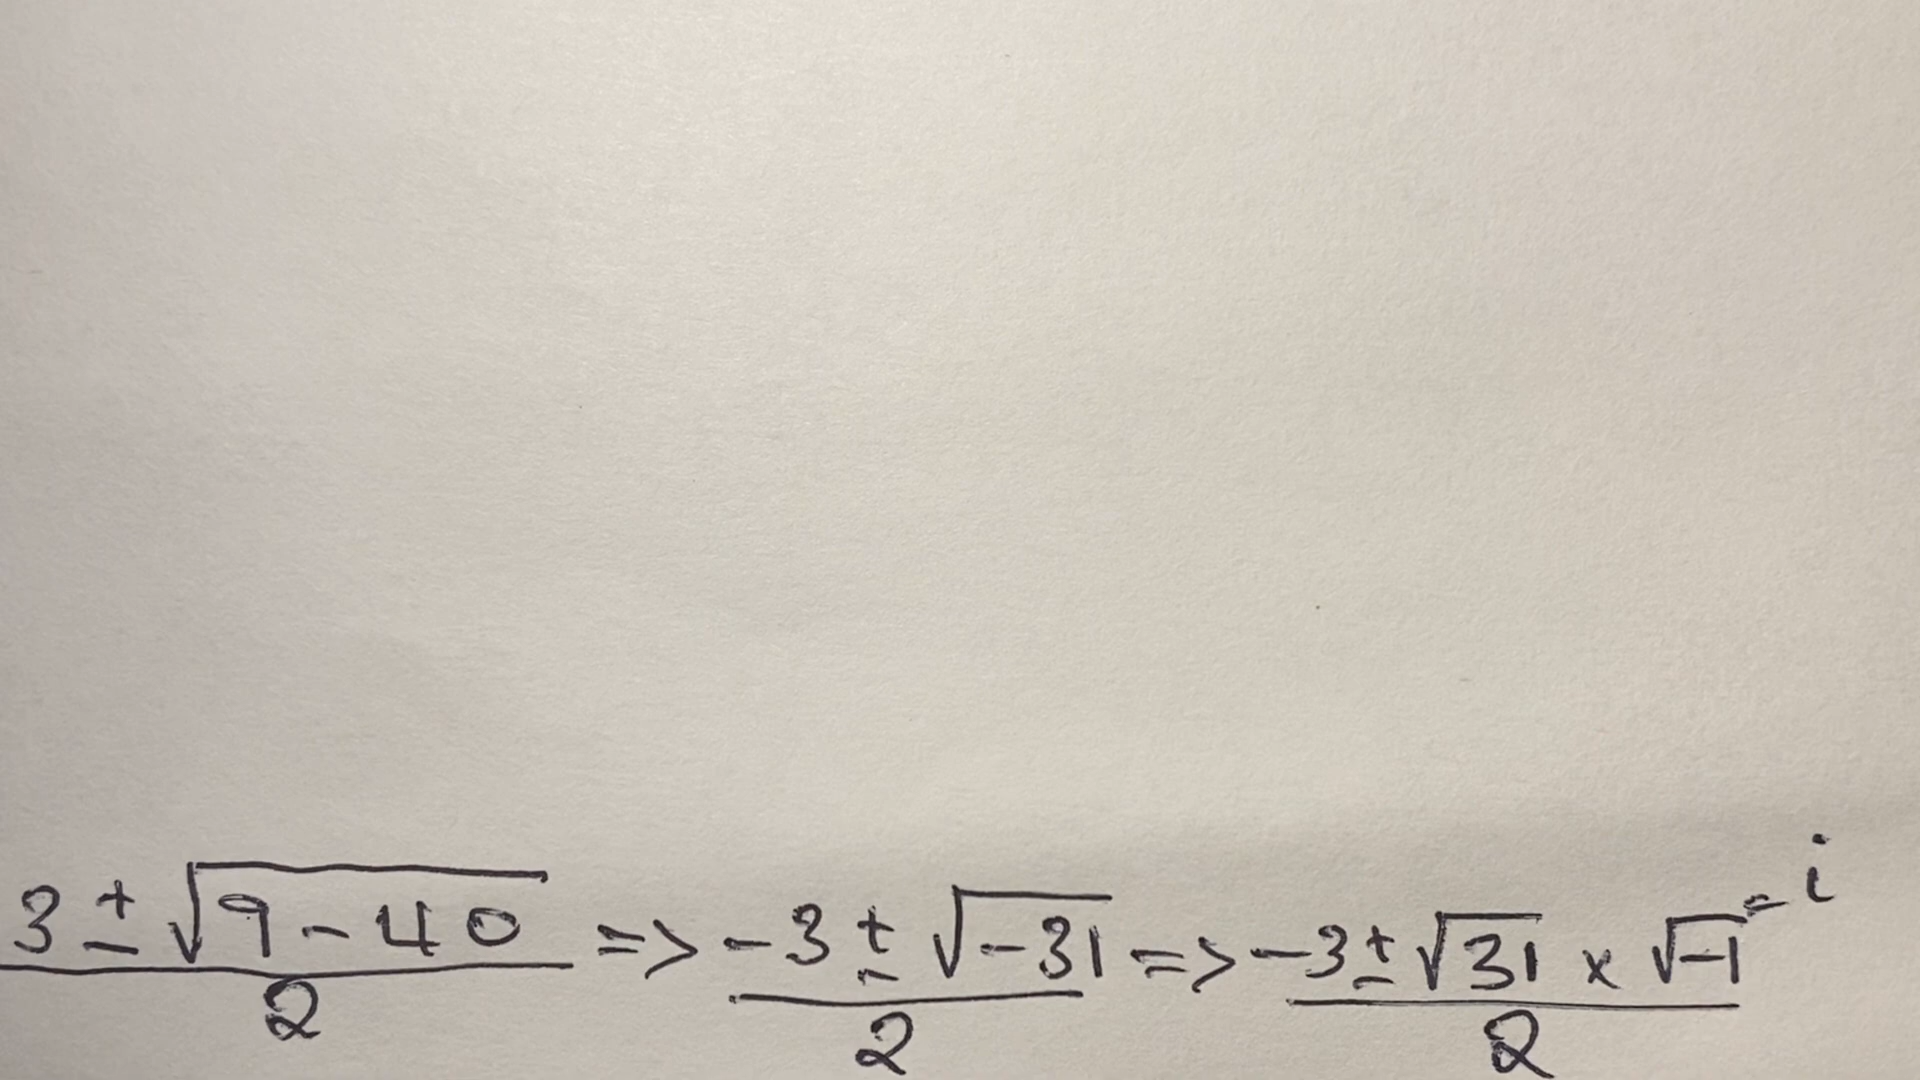 3 ± √9 - 40 / 2 => -3 ± √-31 / 2 => -3 ± √31 × √-1 / 2 = i